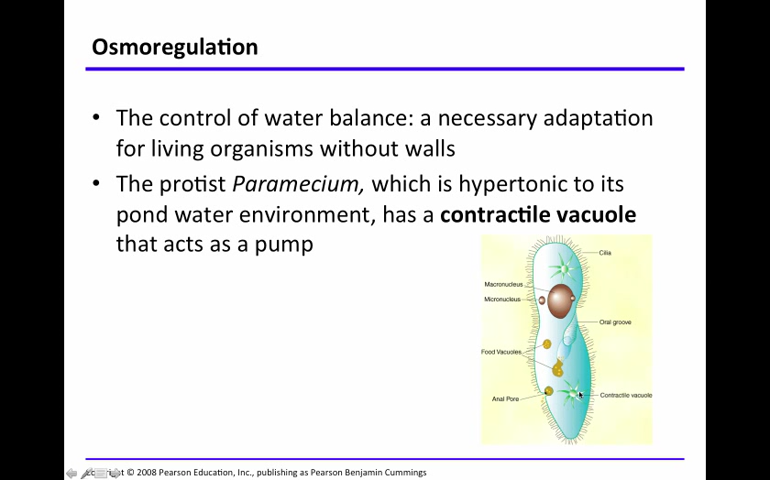 Osmoregulation
• The control of water balance: a necessary adaptation
for living organisms without walls
• The protist Paramecium, which is hypertonic to its
pond water environment, has a contractile vacuole
that acts as a pump
Cilia
Macronucleus
Micronucleus
Oral groove
Food Vacuoles
Contractile vacuole
Anal Pore
© 2008 Pearson Education, Inc., publishing as Pearson Benjamin Cummings